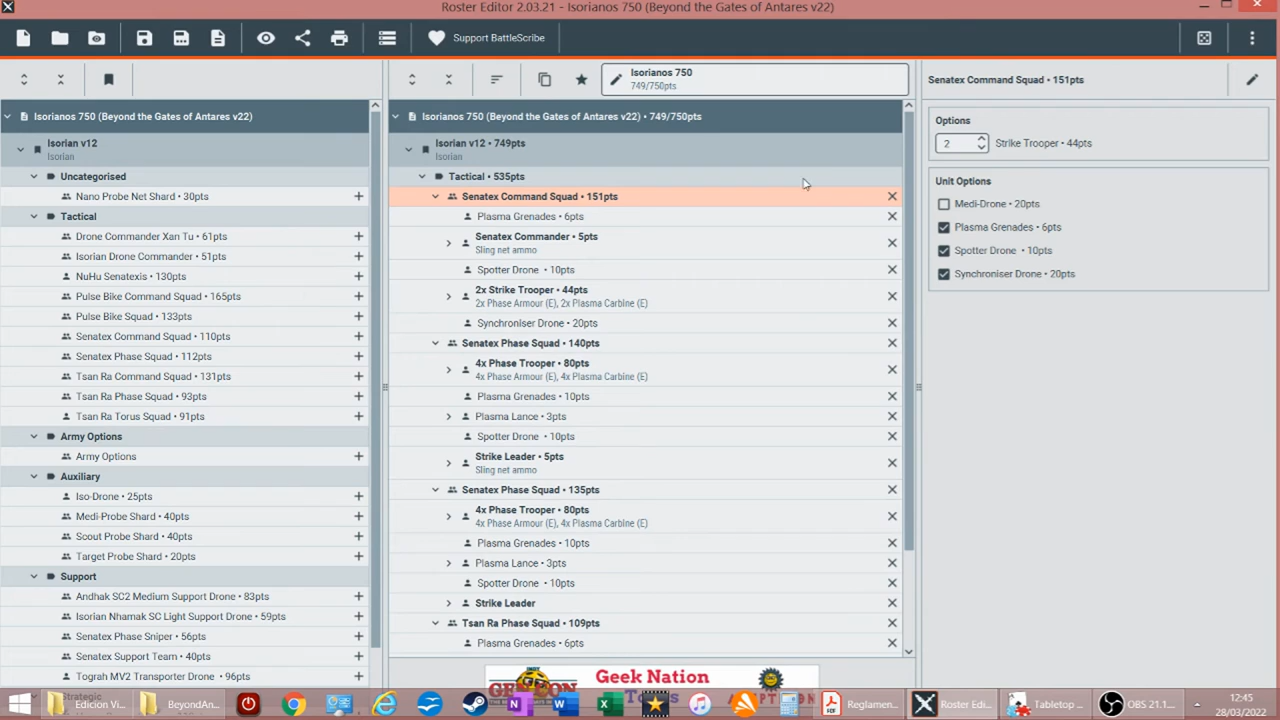 Roster Editor 2.03.21 - Isorianos 750 (Beyond the Gates of Antares v22)
Support BattleScribe
Isorianos 750 (Beyond the Gates of Antares v22)
Isorian v12
Isorian
Uncategorised
Nano Probe Net Shard • 30pts
Tactical
Drone Commander Xan Tu • 61pts
Isorian Drone Commander • 51pts
NuHu Senatexis • 130pts
Pulse Bike Command Squad • 165pts
Pulse Bike Squad • 133pts
Senatex Command Squad • 110pts
Senatex Phase Squad • 112pts
Tsan Ra Command Squad • 131pts
Tsan Ra Phase Squad • 93pts
Tsan Ra Torus Squad • 91pts
Army Options
Army Options
Auxiliary
Iso-Drone • 25pts
Medi-Probe Shard • 40pts
Scout Probe Shard • 40pts
Target Probe Shard • 20pts
Support
Andhak SC2 Medium Support Drone • 83pts
Isorian Nhamak SC Light Support Drone • 59pts
Senatex Phase Sniper • 56pts
Senatex Support Team • 40pts
Tograh MV2 Transporter Drone • 96pts
Strategic
Isorianos 750
749/750pts
Isorianos 750 (Beyond the Gates of Antares v22) • 749/750pts
Isorian v12 • 749pts
Isorian
Tactical • 535pts
Senatex Command Squad • 151pts
Plasma Grenades • 6pts
Senatex Commander • 5pts
Sling net ammo
Spotter Drone • 10pts
2x Strike Trooper • 44pts
2x Phase Armour (E), 2x Plasma Carbine (E)
Synchroniser Drone • 20pts
Senatex Phase Squad • 140pts
4x Phase Trooper • 80pts
4x Phase Armour (E), 4x Plasma Carbine (E)
Plasma Grenades • 10pts
Plasma Lance • 3pts
Spotter Drone • 10pts
Strike Leader • 5pts
Sling net ammo
Senatex Phase Squad • 135pts
4x Phase Trooper • 80pts
4x Phase Armour (E), 4x Plasma Carbine (E)
Plasma Grenades • 10pts
Plasma Lance • 3pts
Spotter Drone • 10pts
Strike Leader
Tsan Ra Phase Squad • 109pts
Plasma Grenades • 6pts
Geek Nation
Senatex Command Squad • 151pts
Options
2 Strike Trooper • 44pts
Unit Options
Medi-Drone • 20pts
Plasma Grenades • 6pts
Spotter Drone • 10pts
Synchroniser Drone • 20pts
Edicion Vi...
BeyondAn...
Reglamen...
Roster Edi...
Tabletop ...
OBS 21.1...
12:45
28/03/2022